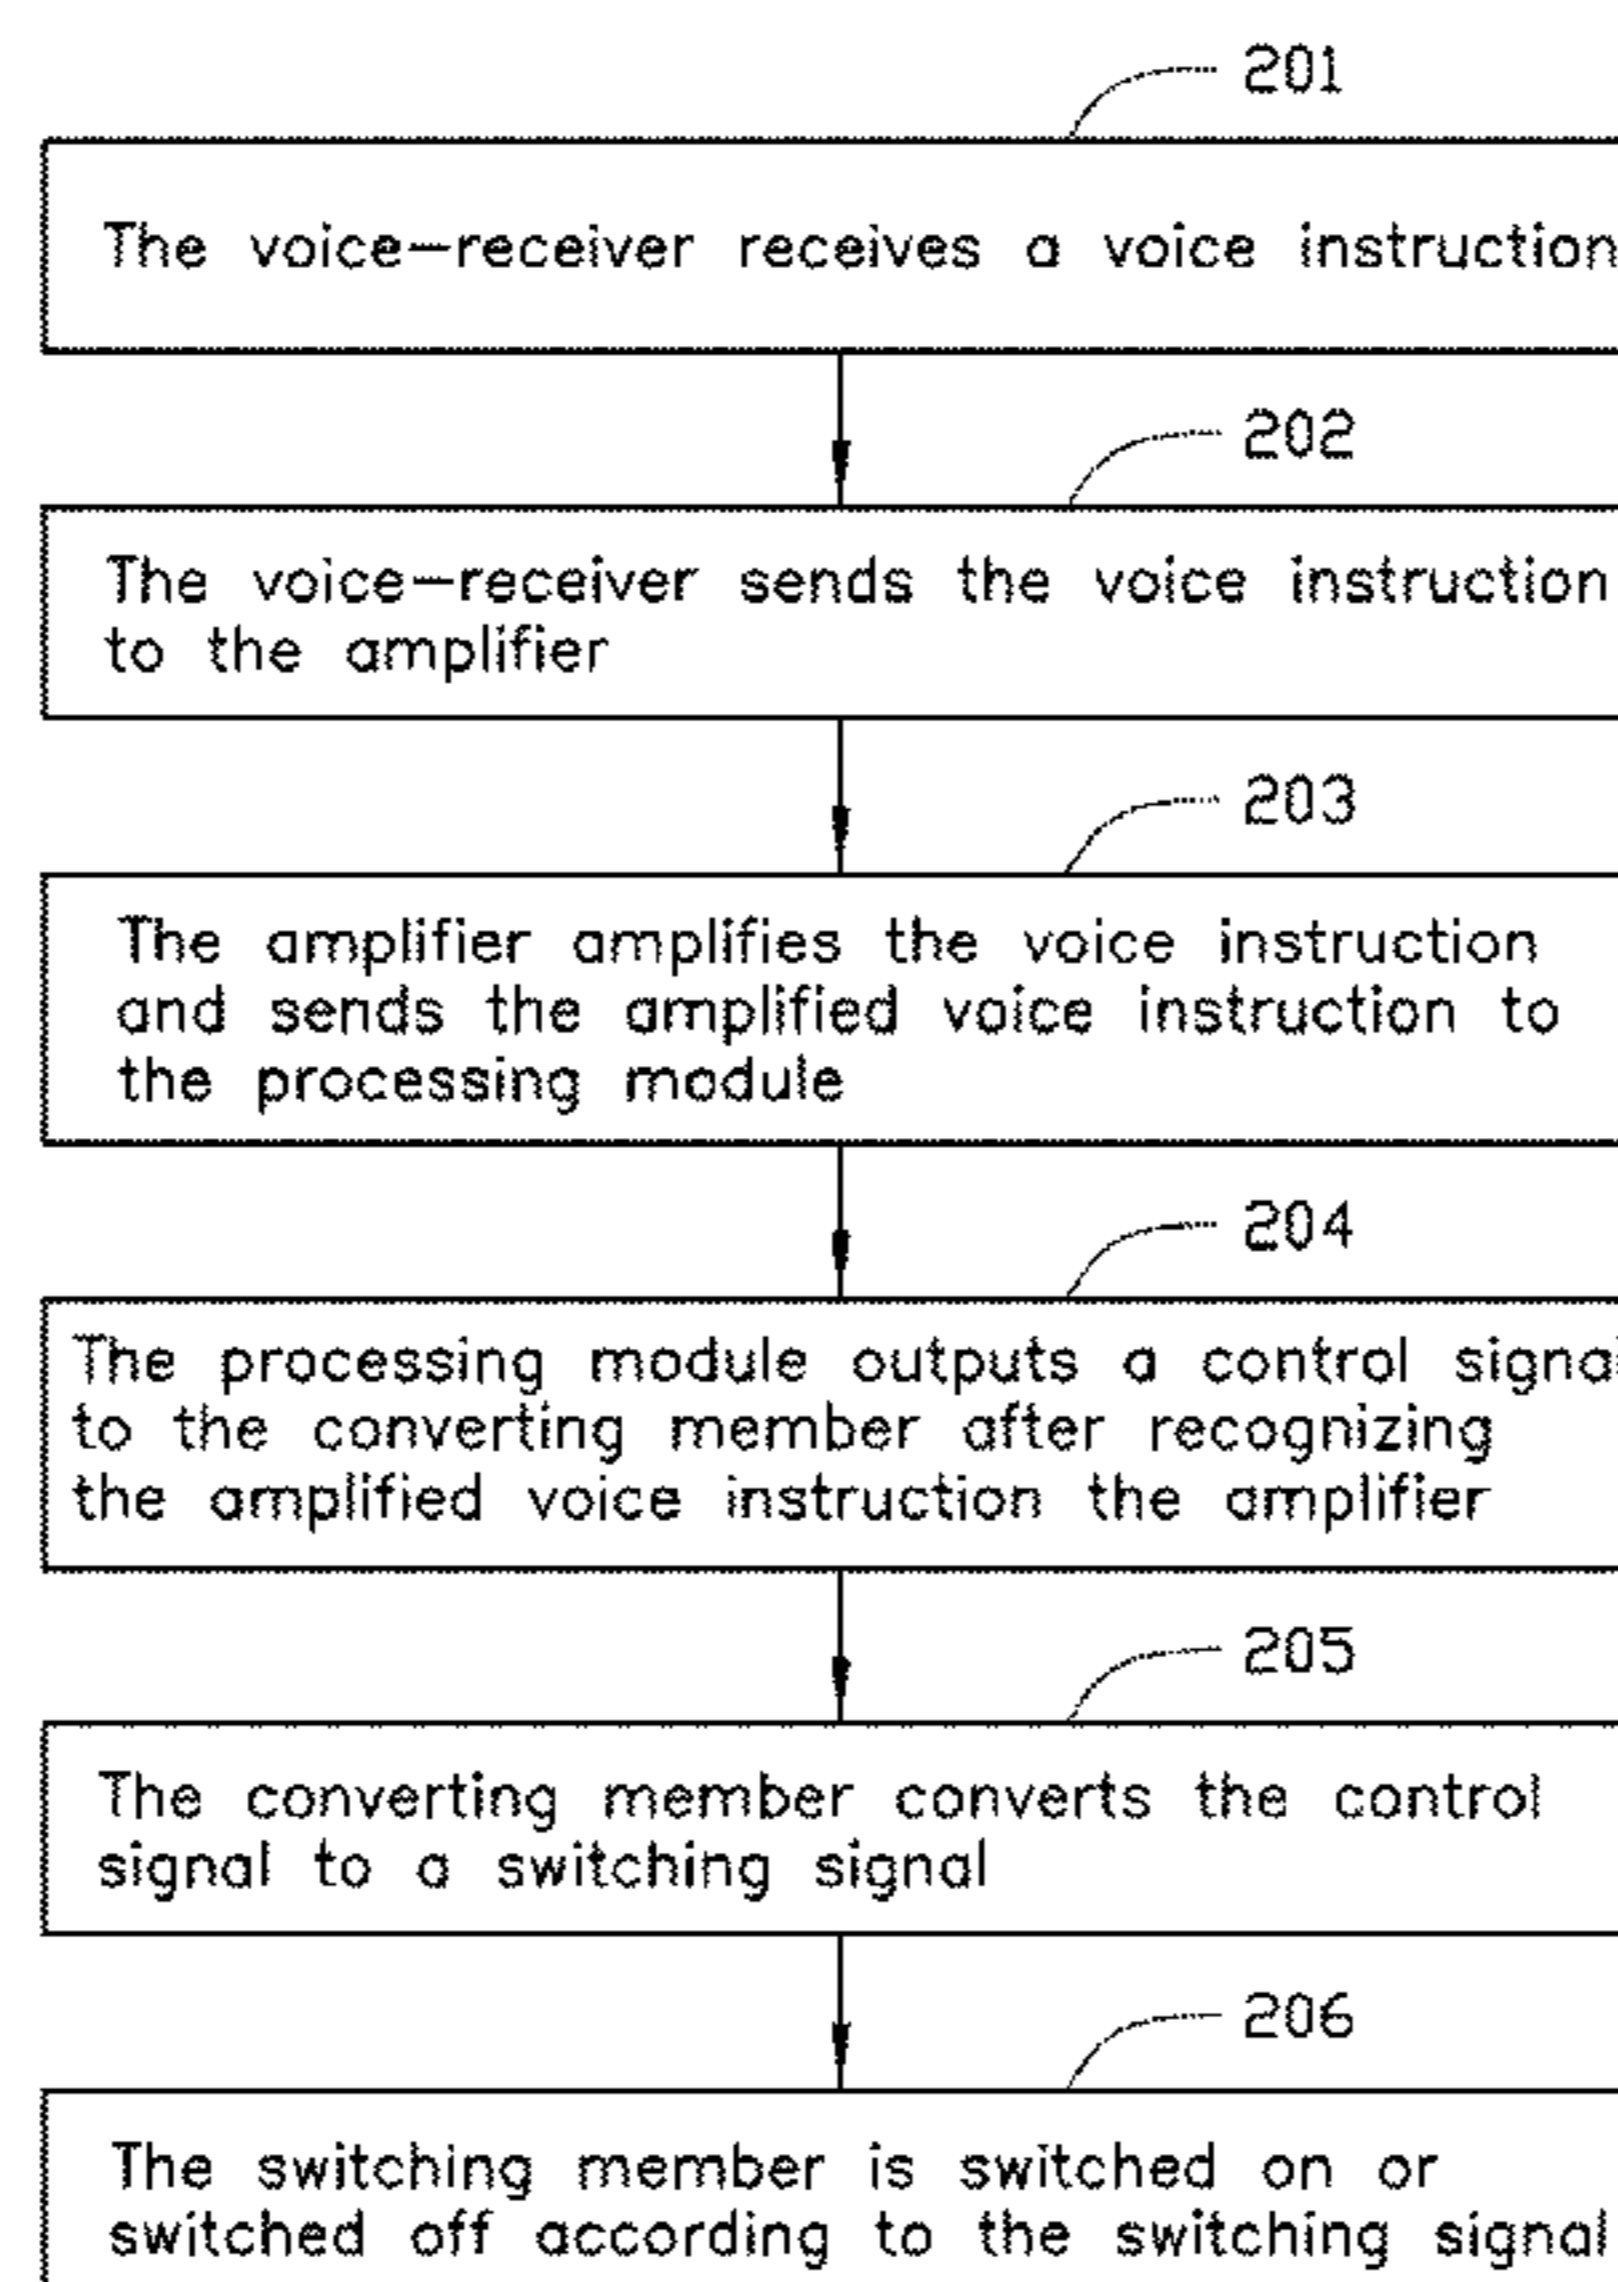 201
The voice-receiver receives a voice instruction
202
The voice-receiver sends the voice instruction
to the amplifier
203
The amplifier amplifies the voice instruction
and sends the amplified voice instruction to
the processing module
204
The processing module outputs a control signal
to the converting member after recognizing
the amplified voice instruction the amplifier
205
The converting member converts the control
signal to a switching signal
206
The switching member is switched on or
switched off according to the switching signal